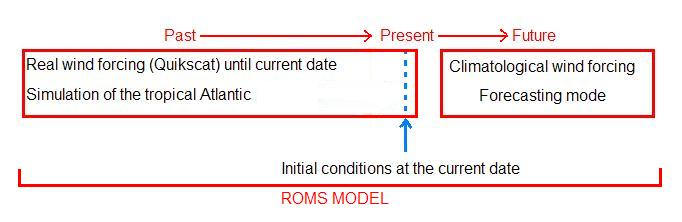 Past Present Future
Real wind forcing (Quikscat) until current date
Simulation of the tropical Atlantic
Climatological wind forcing
Forecasting mode
Initial conditions at the current date
ROMS MODEL